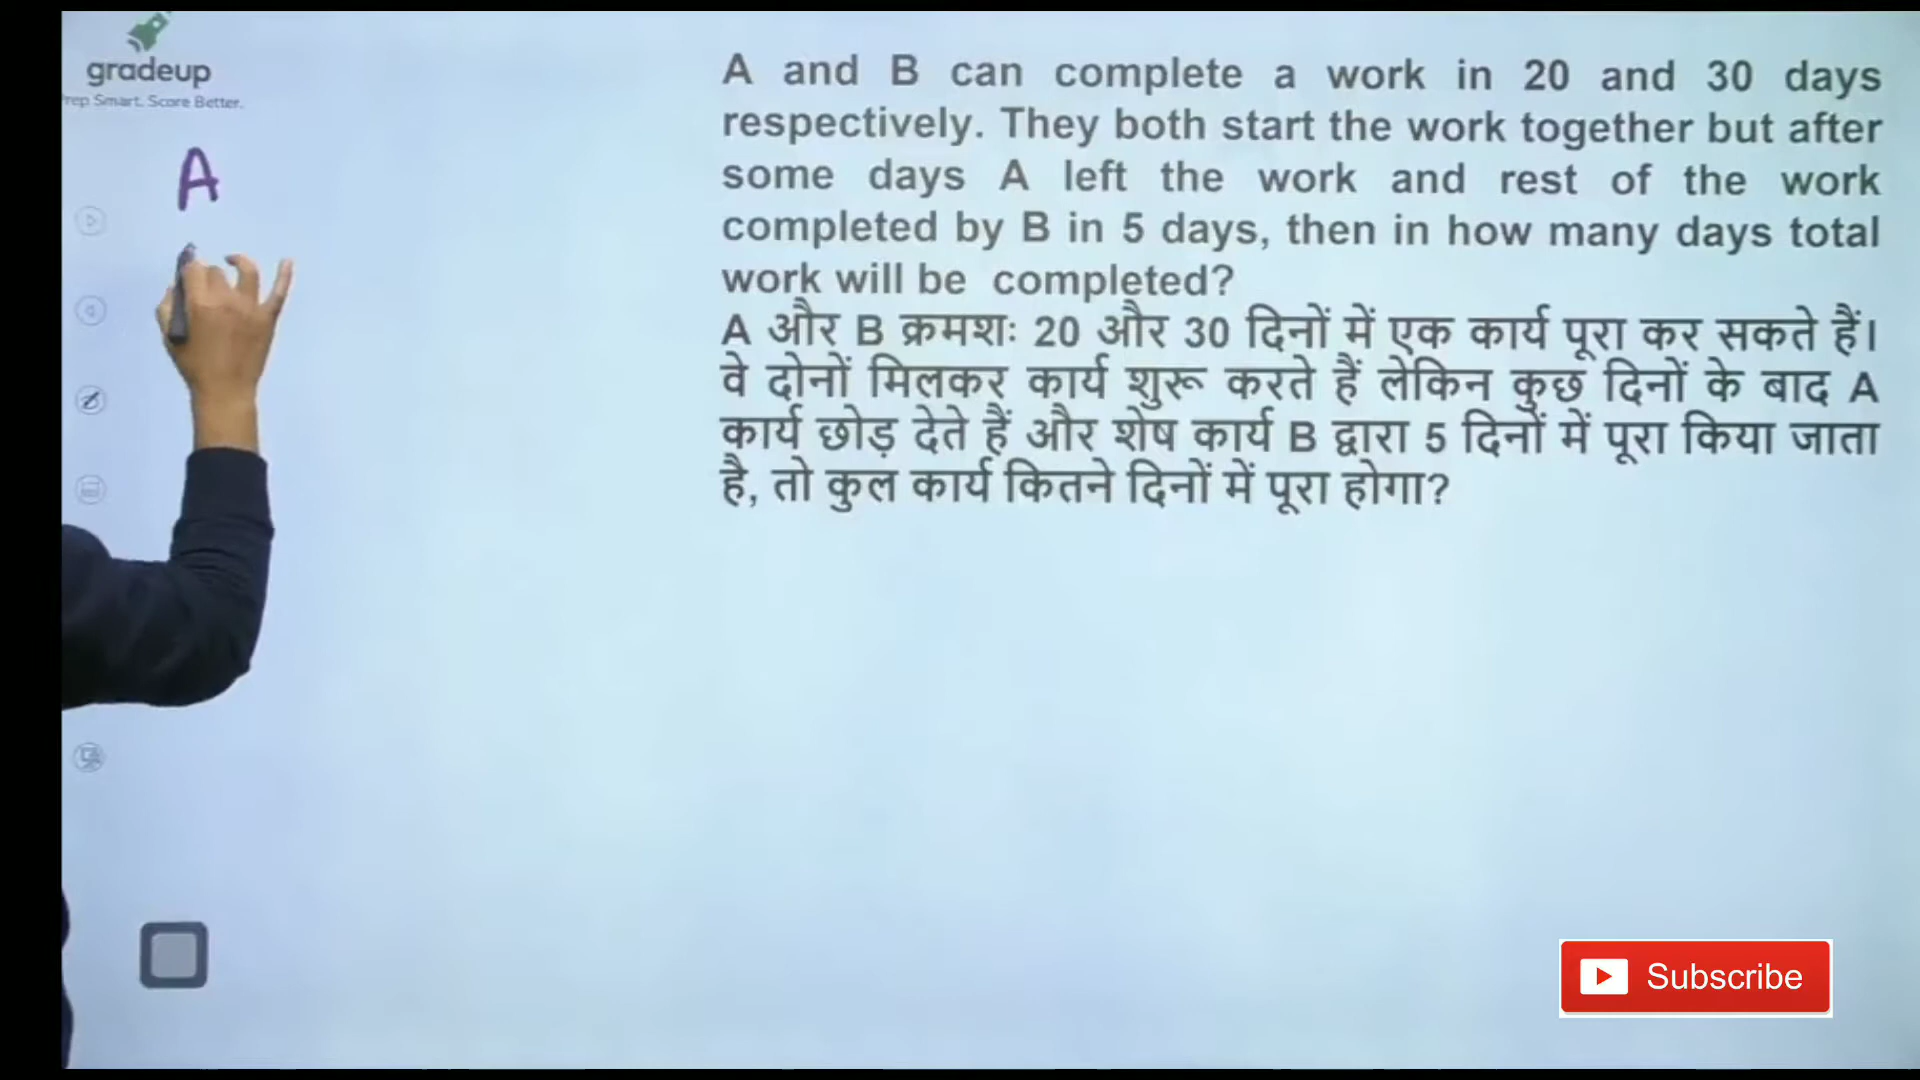 gradeup
rep Smart. Score Better.
A
A and B can complete a work in 20 and 30 days
respectively. They both start the work together but after
some days A left the work and rest of the work
completed by B in 5 days, then in how many days total
work will be completed?
A और B क्रमशः 20 और 30 दिनों में एक कार्य पूरा कर सकते हैं।
वे दोनों मिलकर कार्य शुरू करते हैं लेकिन कुछ दिनों के बाद A
कार्य छोड़ देते हैं और शेष कार्य B द्वारा 5 दिनों में पूरा किया जाता
है, तो कुल कार्य कितने दिनों में पूरा होगा?
Subscribe